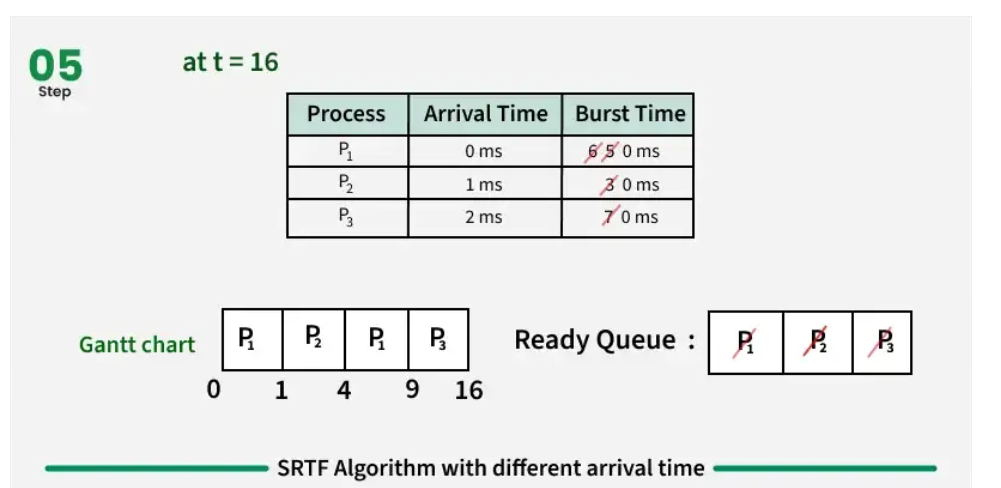 05
Step
at t = 16
Process Arrival Time Burst Time
P1 0 ms 6 5 0 ms
P2 1 ms 3 0 ms
P3 2 ms 7 0 ms
Gantt chart P1 P2 P1 P3 Ready Queue : P1 P2 P3
0 1 4 9 16
SRTF Algorithm with different arrival time